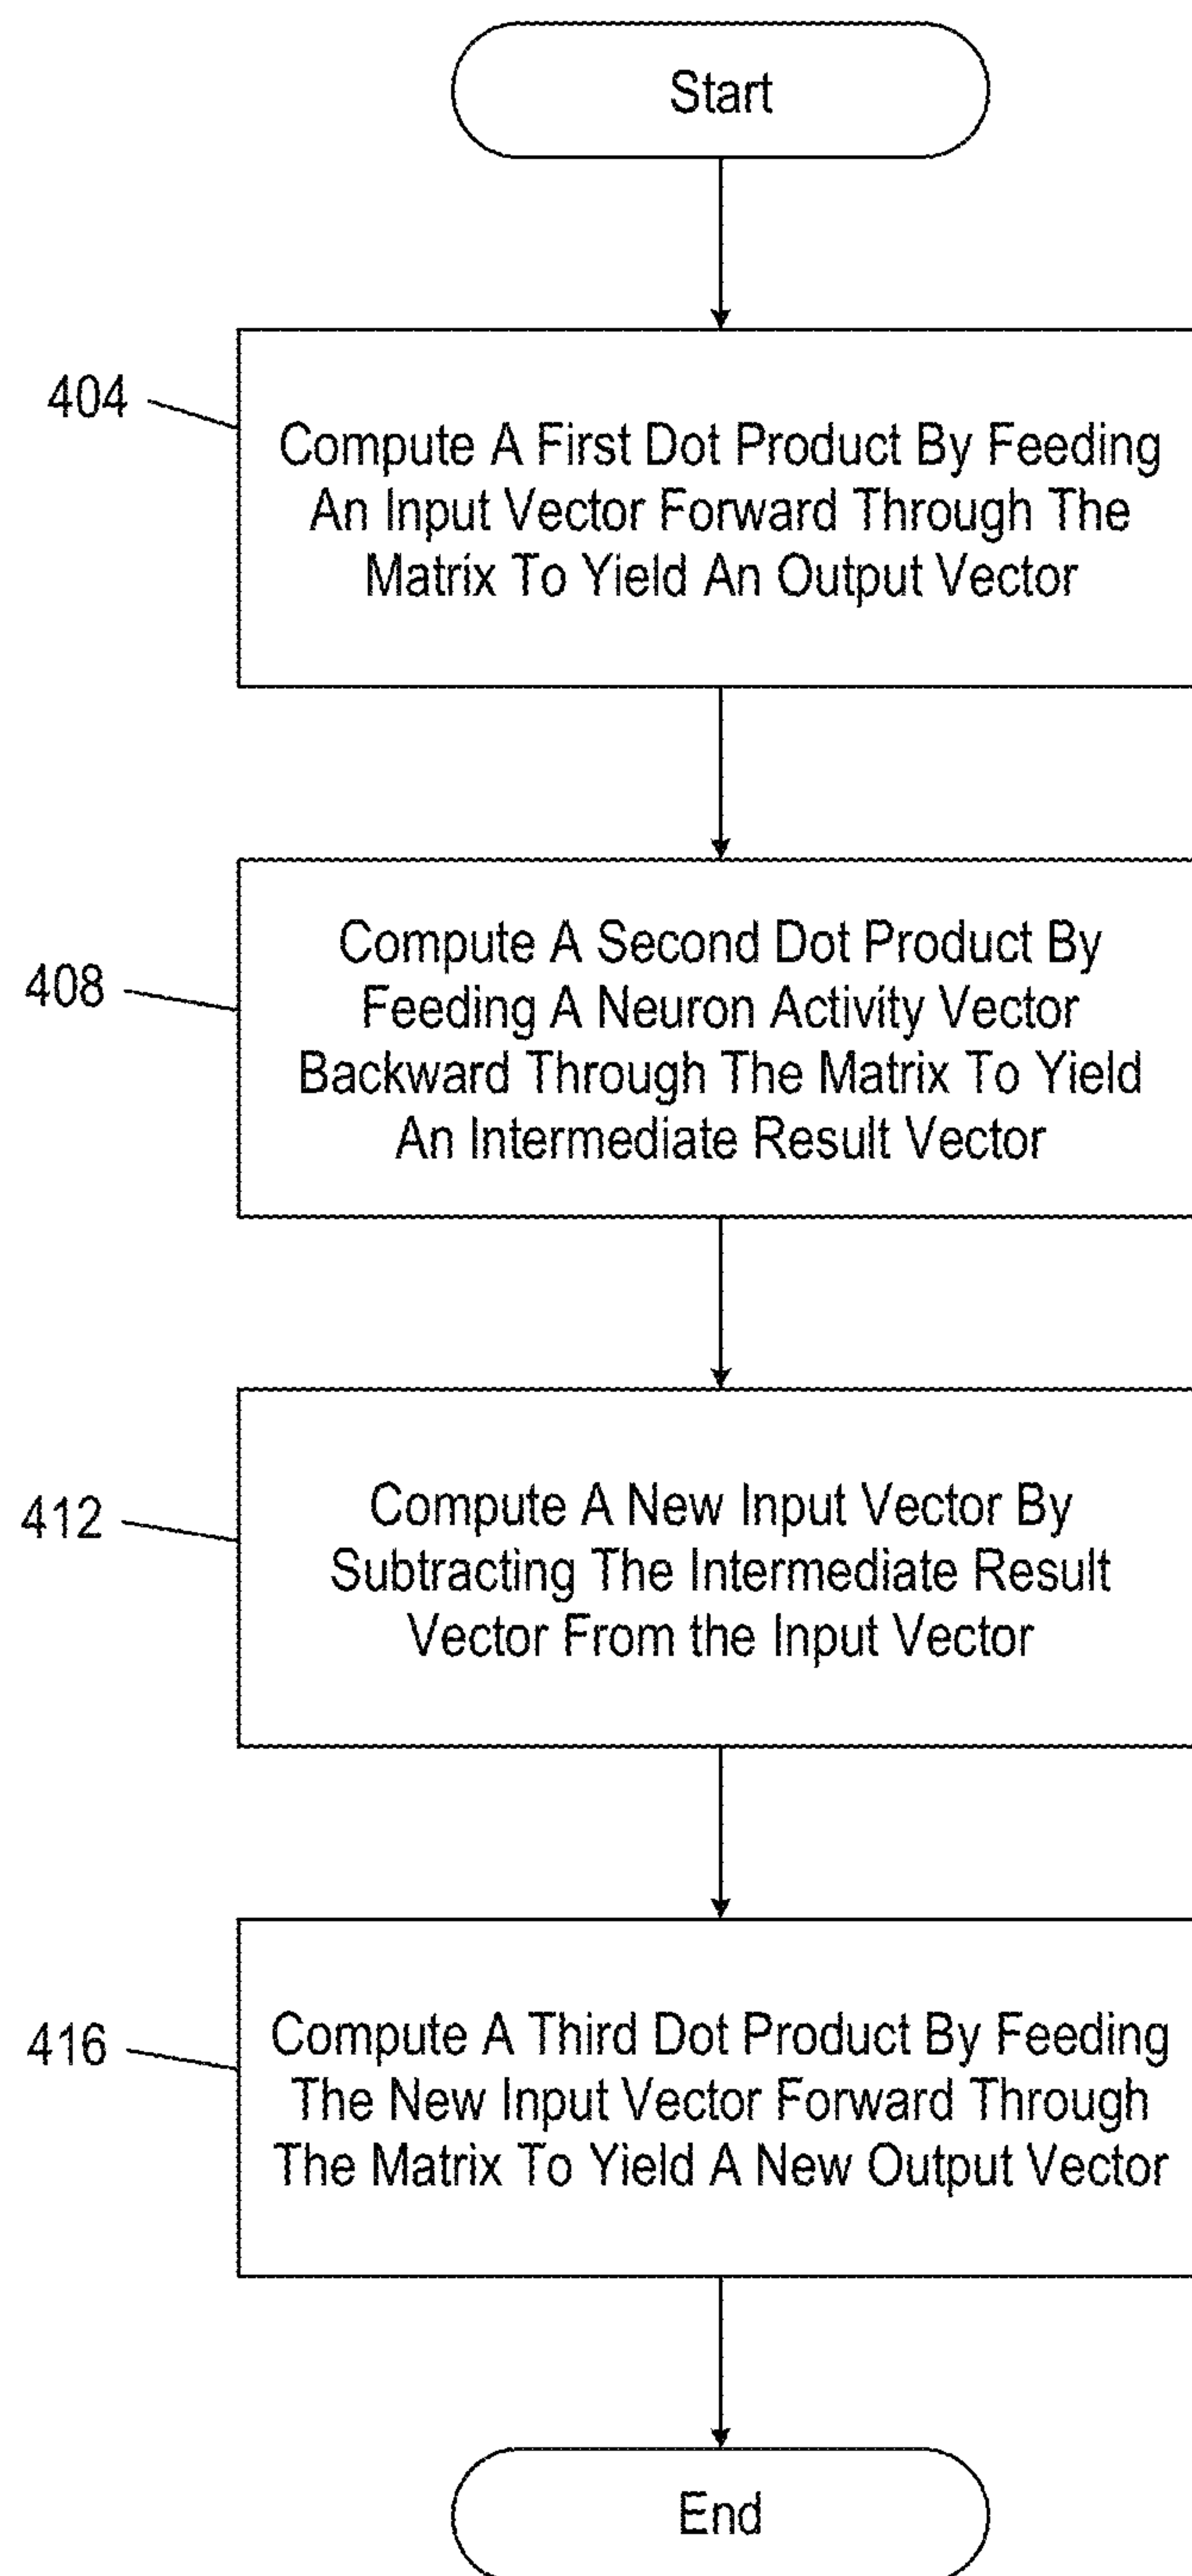 Start
404
Compute A First Dot Product By Feeding
An Input Vector Forward Through The
Matrix To Yield An Output Vector
408
Compute A Second Dot Product By
Feeding A Neuron Activity Vector
Backward Through The Matrix To Yield
An Intermediate Result Vector
412
Compute A New Input Vector By
Subtracting The Intermediate Result
Vector From the Input Vector
416
Compute A Third Dot Product By Feeding
The New Input Vector Forward Through
The Matrix To Yield A New Output Vector
End